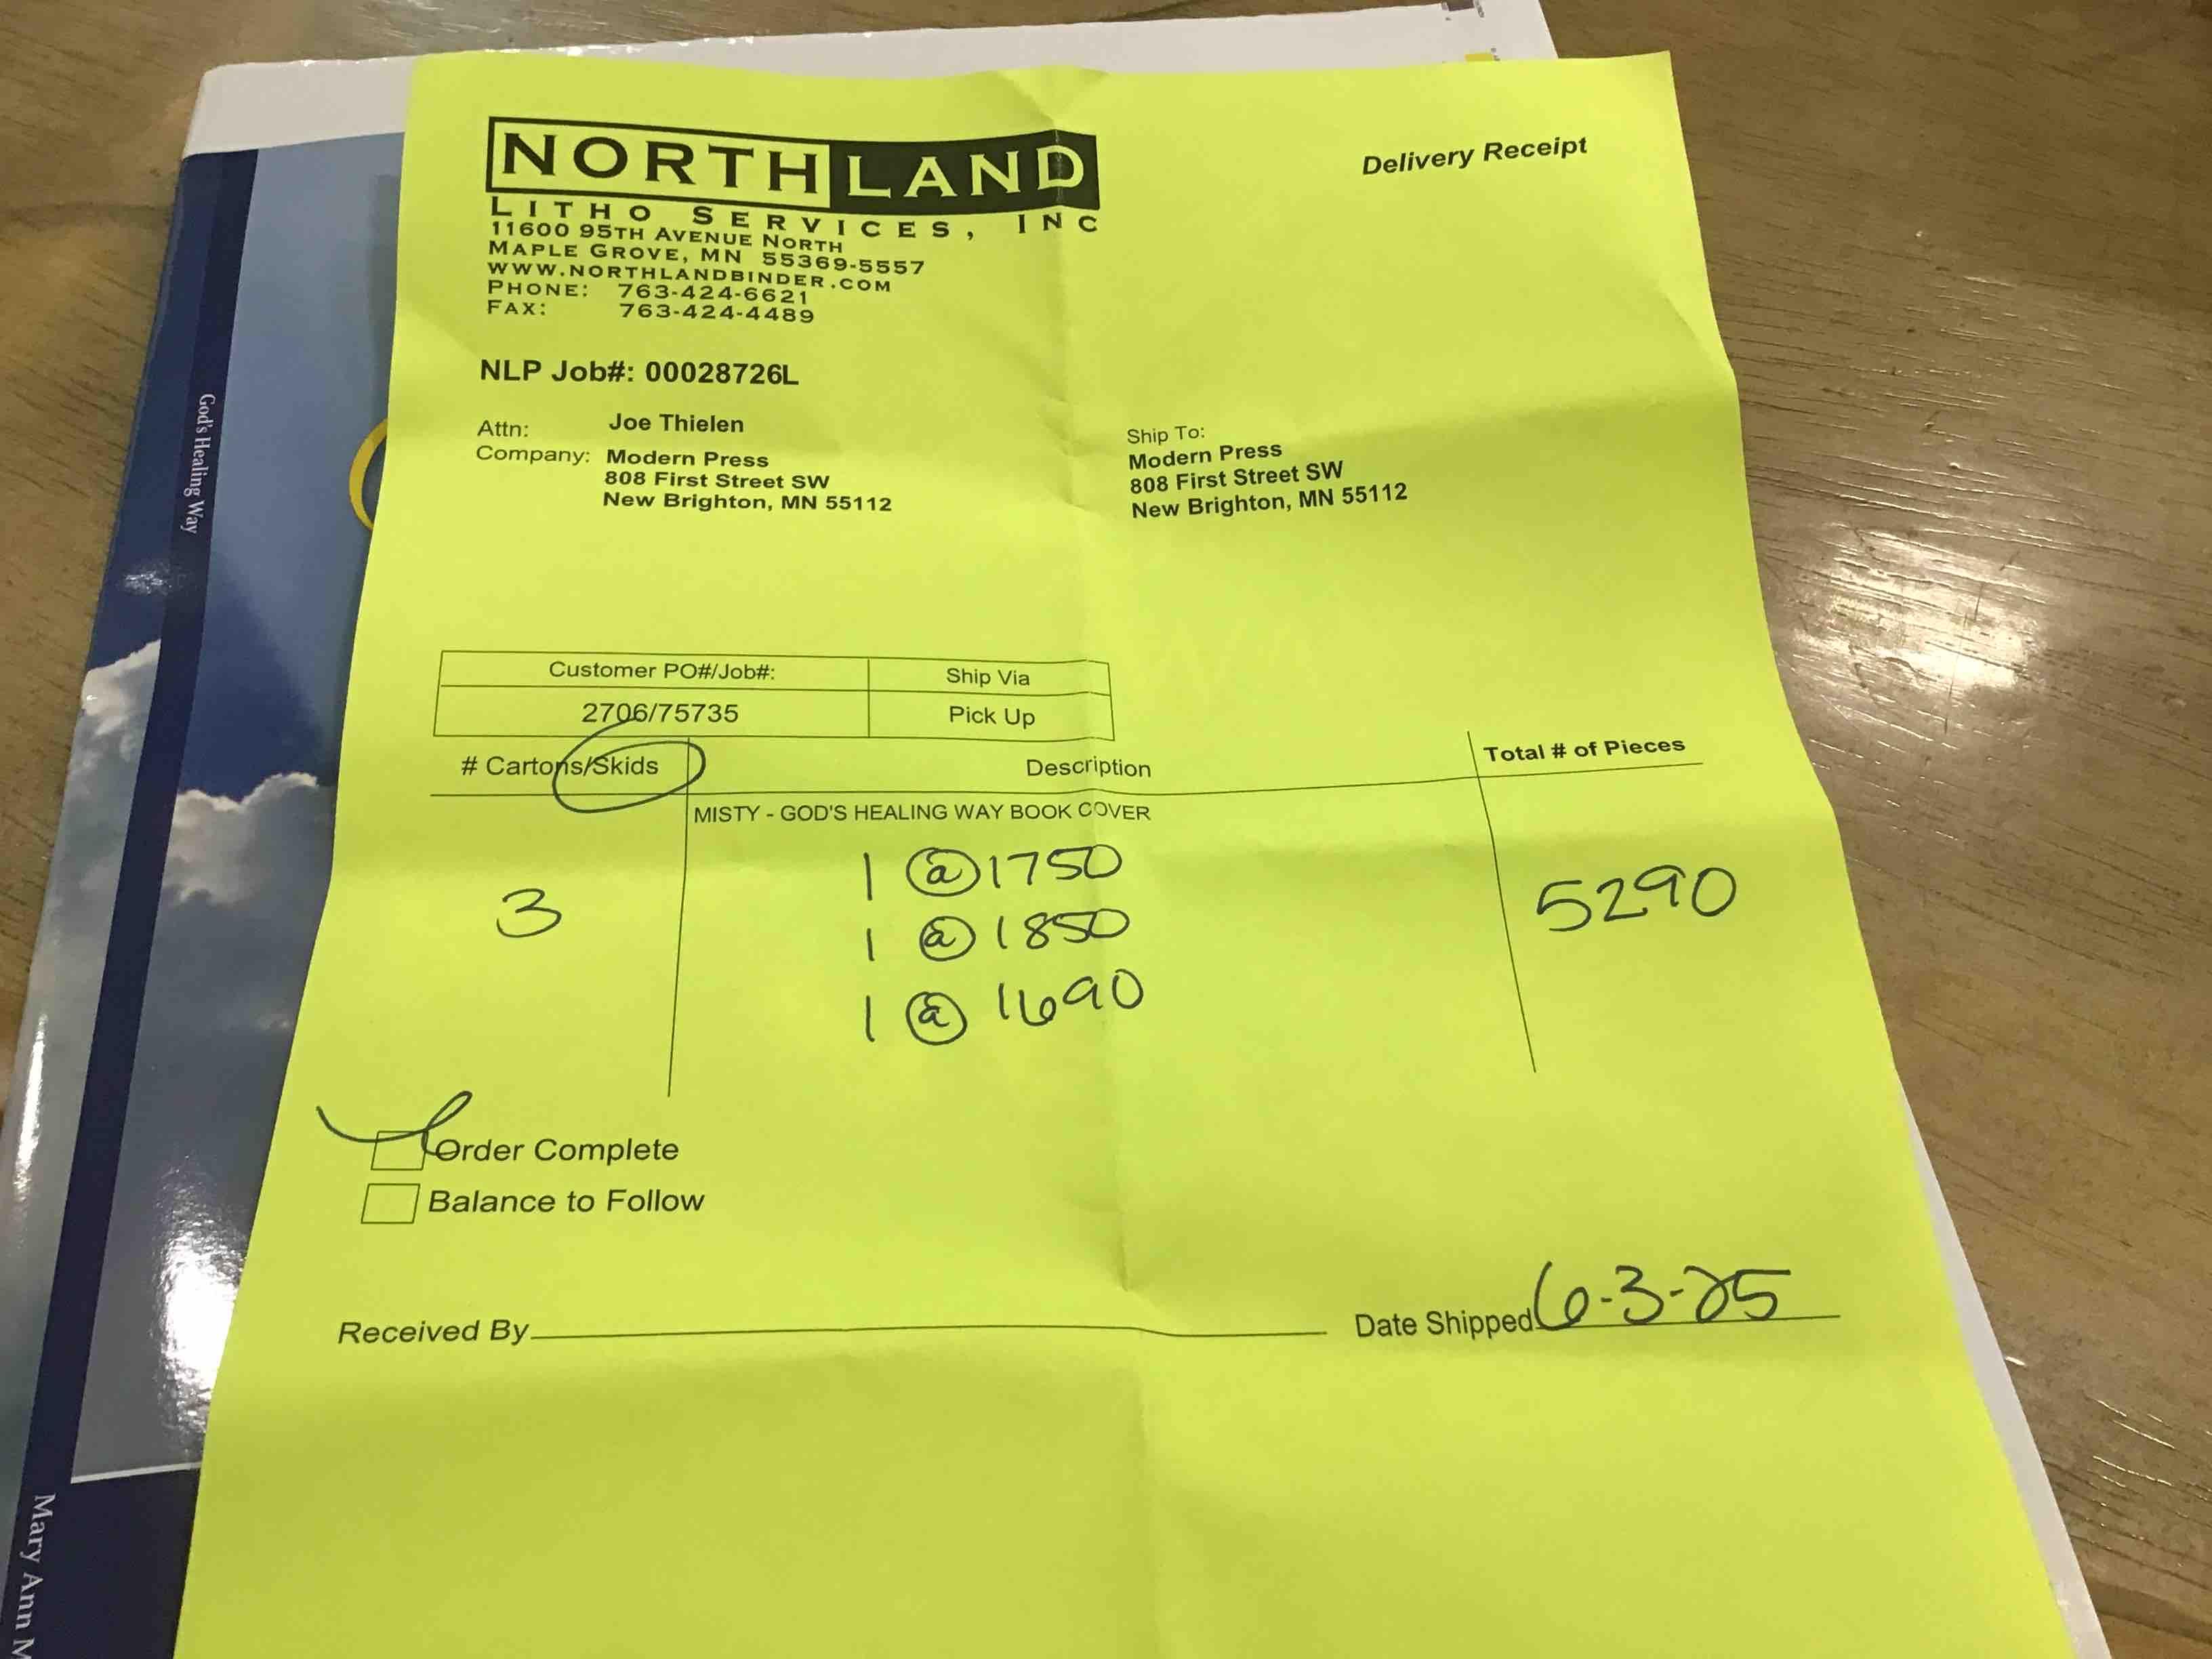 NORTHLAND
LITHO SERVICES, INC
11600 95TH AVENUE NORTH
MAPLE GROVE, MN 55369-5557
WWW.NORTHLANDBINDER.COM
PHONE: 763-424-6621
FAX: 763-424-4489
Delivery Receipt
NLP Job#: 00028726L
Attn: Joe Thielen
Company: Modern Press
808 First Street SW
New Brighton, MN 55112
Ship To:
Modern Press
808 First Street SW
New Brighton, MN 55112
Customer PO#/Job#: Ship Via
2706/75735 Pick Up
# Cartons/Skids Description Total # of Pieces
MISTY - GOD'S HEALING WAY BOOK COVER
3
1 @ 1750
1 @ 1850
1 @ 1690
5290
Order Complete
Balance to Follow
Received By
Date Shipped 6-3-25
God's Healing Way
Mary Ann M